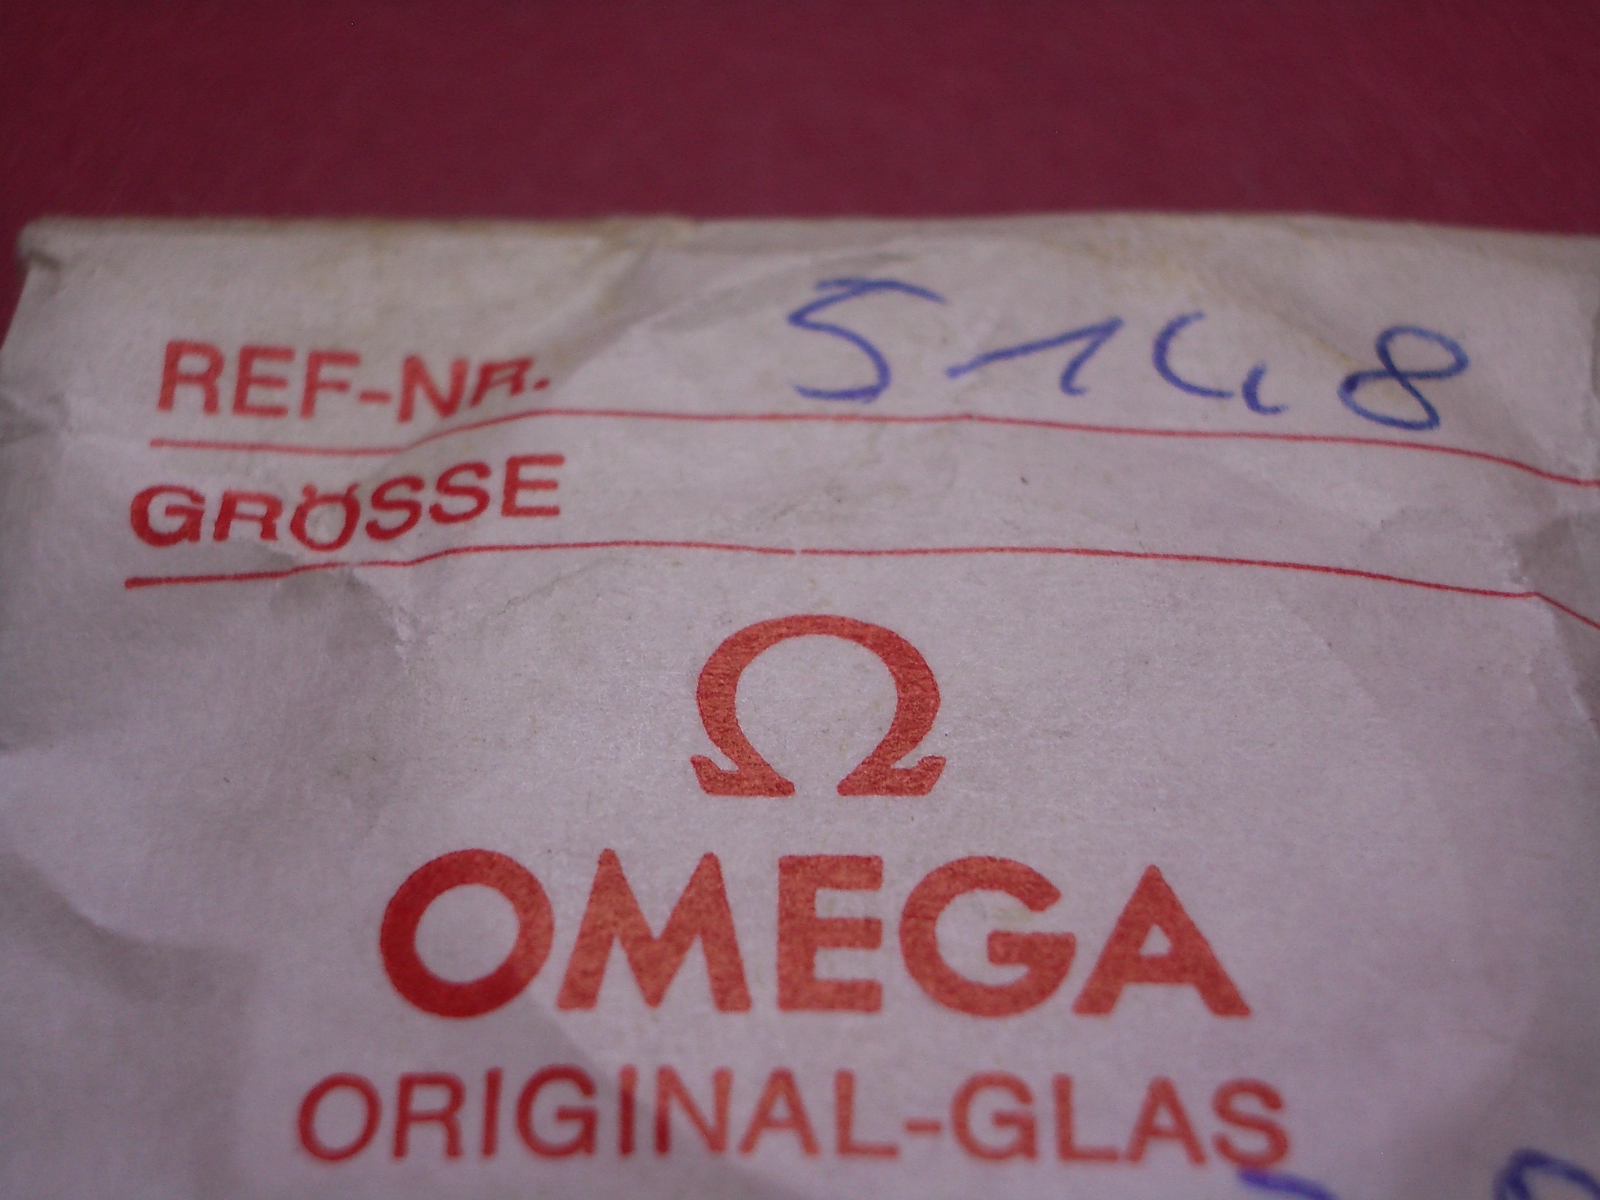 REF-NR. 5148
GRÖSSE
Ω
OMEGA
ORIGINAL-GLAS